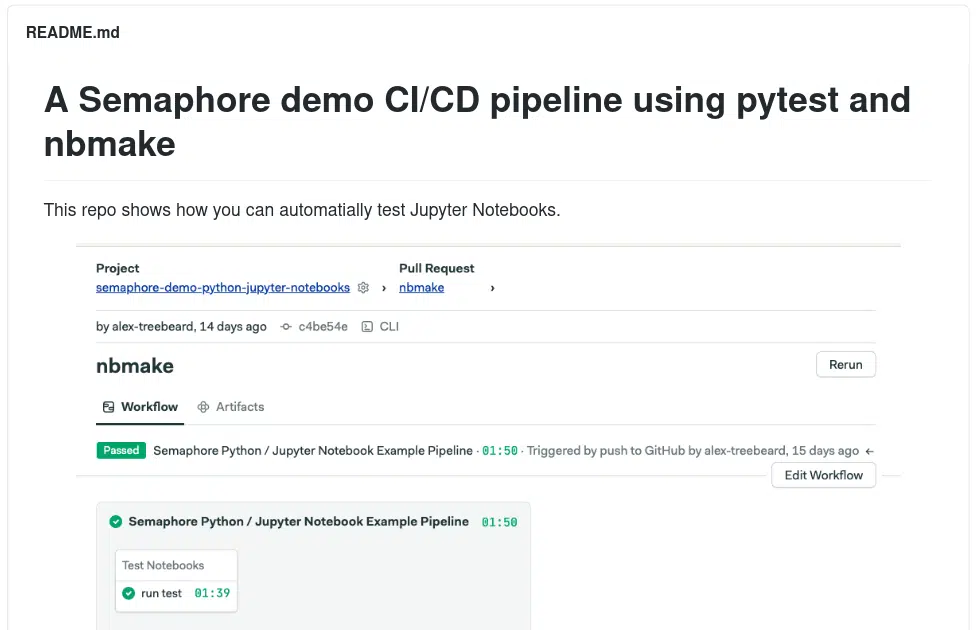 README.md
A Semaphore demo CI/CD pipeline using pytest and
nbmake
This repo shows how you can automatially test Jupyter Notebooks.
Project Pull Request
semaphore-demo-python-jupyter-notebooks › nbmake ›
by alex-treebeard, 14 days ago c4be54e CLI
nbmake Rerun
Workflow Artifacts
Passed Semaphore Python / Jupyter Notebook Example Pipeline · 01:50 · Triggered by push to GitHub by alex-treebeard, 15 days ago ←
Edit Workflow
Semaphore Python / Jupyter Notebook Example Pipeline 01:50
Test Notebooks
run test 01:39